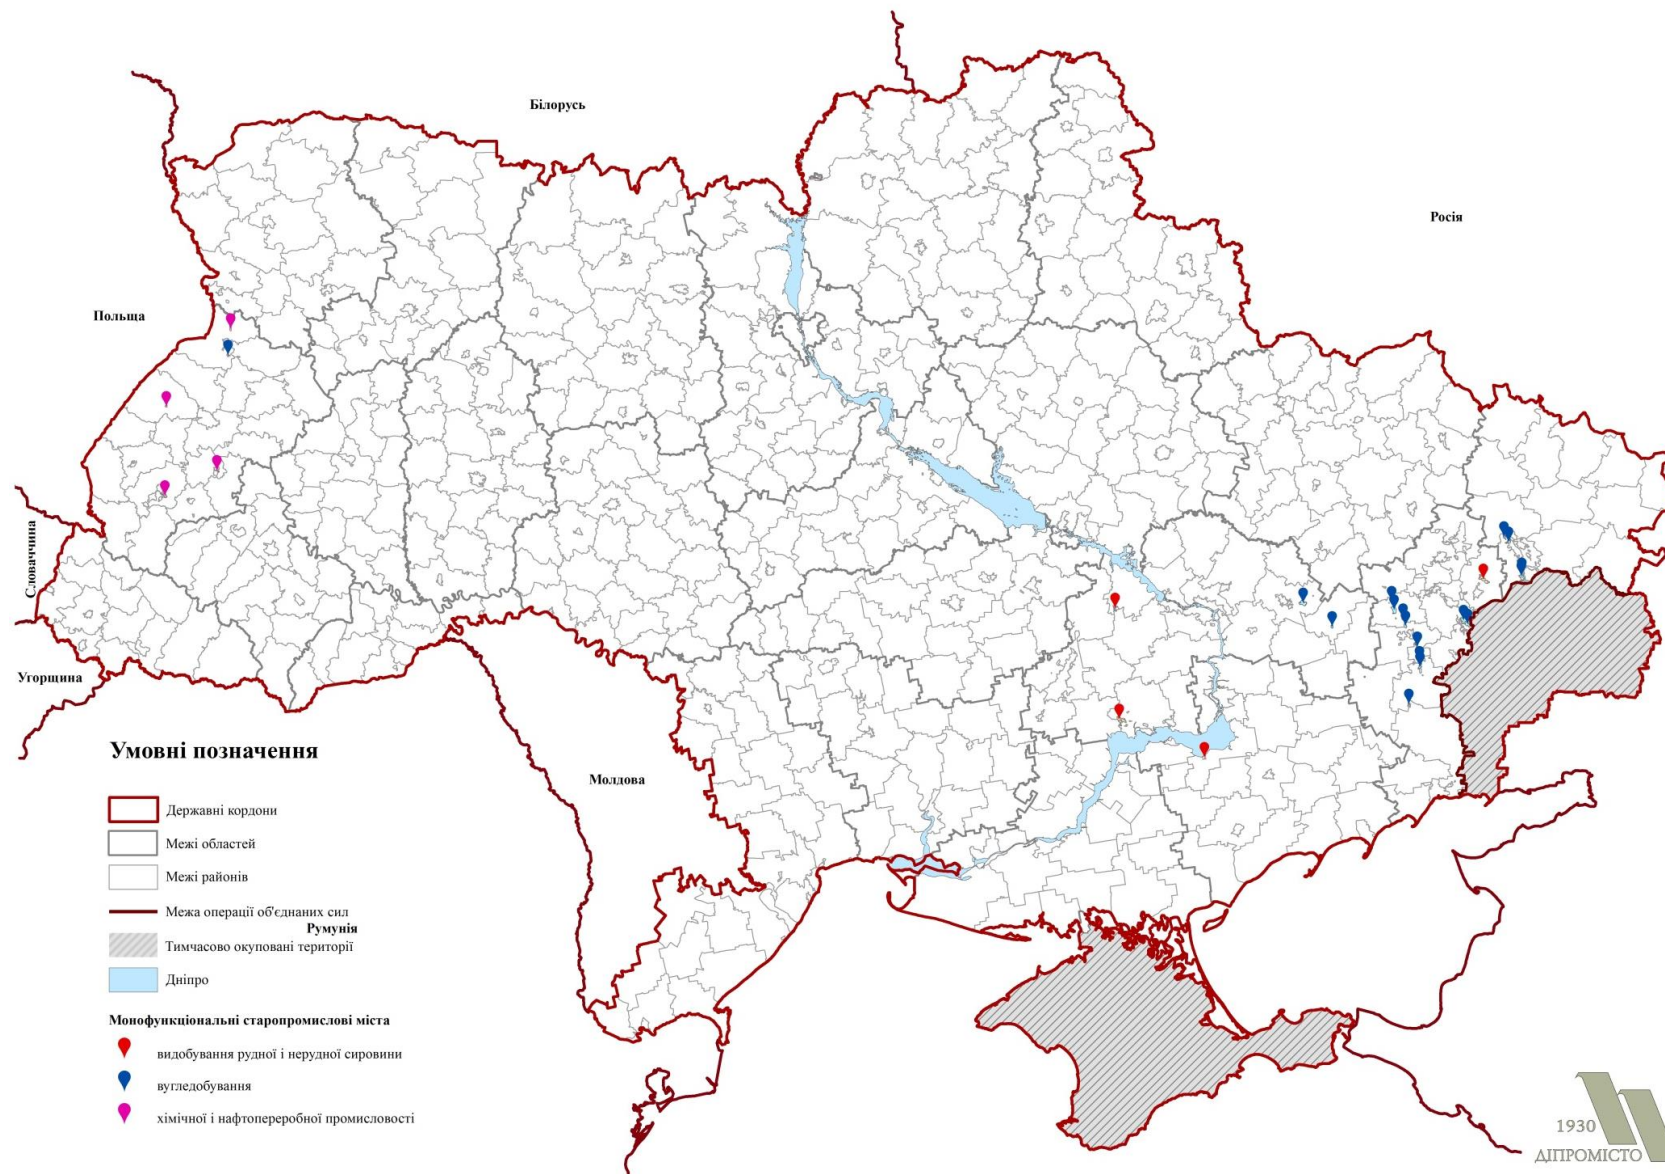 Білорусь
Росія
Польща
Словаччина
Угорщина
Молдова
Румунія
Умовні позначення
Державні кордони
Межі областей
Межі районів
Межа операції об'єднаних сил
Тимчасово окуповані території
Дніпро
Монофункціональні старопромислові міста
видобування рудної і нерудної сировини
вугледобування
хімічної і нафтопереробної промисловості
1930
ДІПРОМІСТО